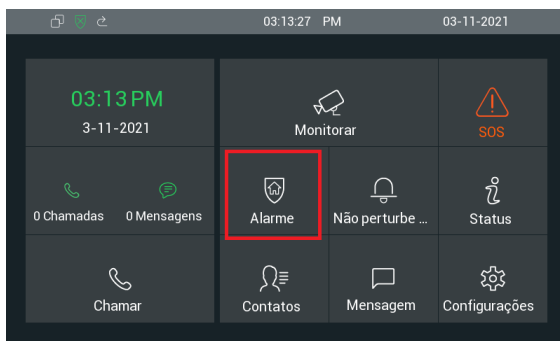 03:13:27 PM 03-11-2021
03:13 PM
3-11-2021
Monitorar
SOS
0 Chamadas 0 Mensagens
Alarme
Não perturbe ...
Status
Chamar
Contatos
Mensagem
Configurações